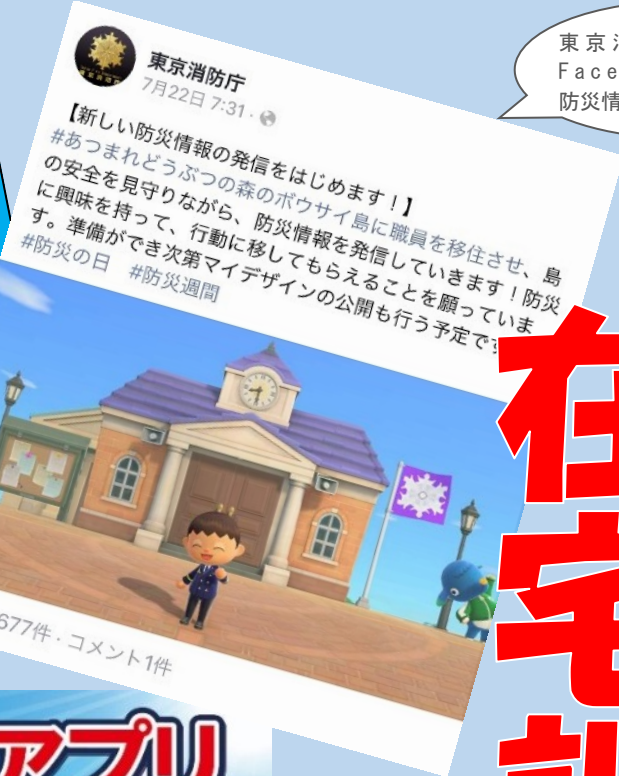 東京消防庁
7月22日 7:31
【新しい防災情報の発信をはじめます！】
#あつまれどうぶつの森のボウサイ島に職員を移住させ、島
の安全を見守りながら、防災情報を発信していきます！防災
に興味を持って、行動に移してもらえることを願っていま
す。準備ができ次第マイデザインの公開も行う予定です
#防災の日 #防災週間
677件・コメント1件
東京消
Face
防災情
在
宅
アプリ